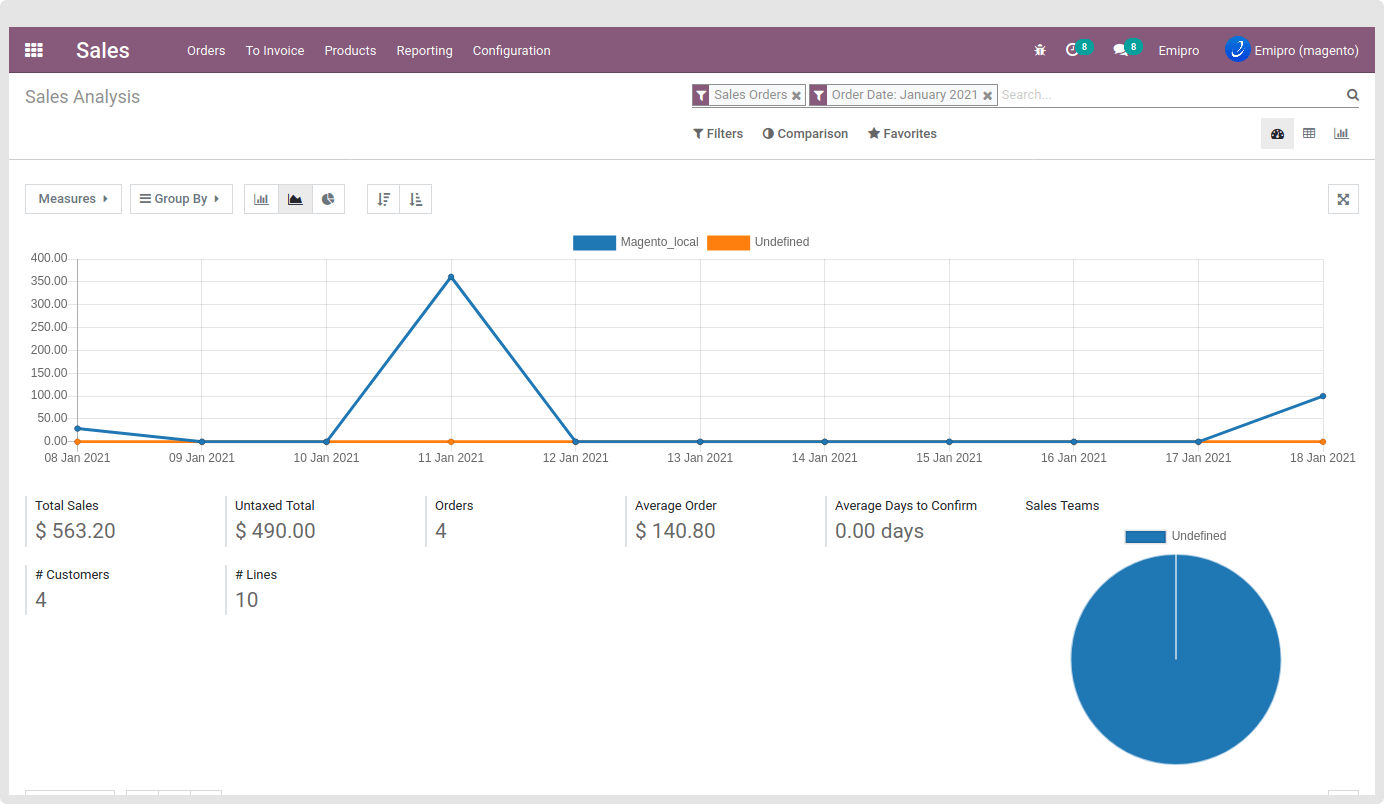 Sales Orders To Invoice Products Reporting Configuration 8 8 Emipro Emipro (magento)
Sales Analysis Sales Orders Order Date: January 2021 Search...
Filters Comparison Favorites
Measures Group By
Magento_local Undefined
400.00
350.00
300.00
250.00
200.00
150.00
100.00
50.00
0.00
08 Jan 2021 09 Jan 2021 10 Jan 2021 11 Jan 2021 12 Jan 2021 13 Jan 2021 14 Jan 2021 15 Jan 2021 16 Jan 2021 17 Jan 2021 18 Jan 2021
Total Sales Untaxed Total Orders Average Order Average Days to Confirm Sales Teams
$ 563.20 $ 490.00 4 $ 140.80 0.00 days
Undefined
# Customers # Lines
4 10